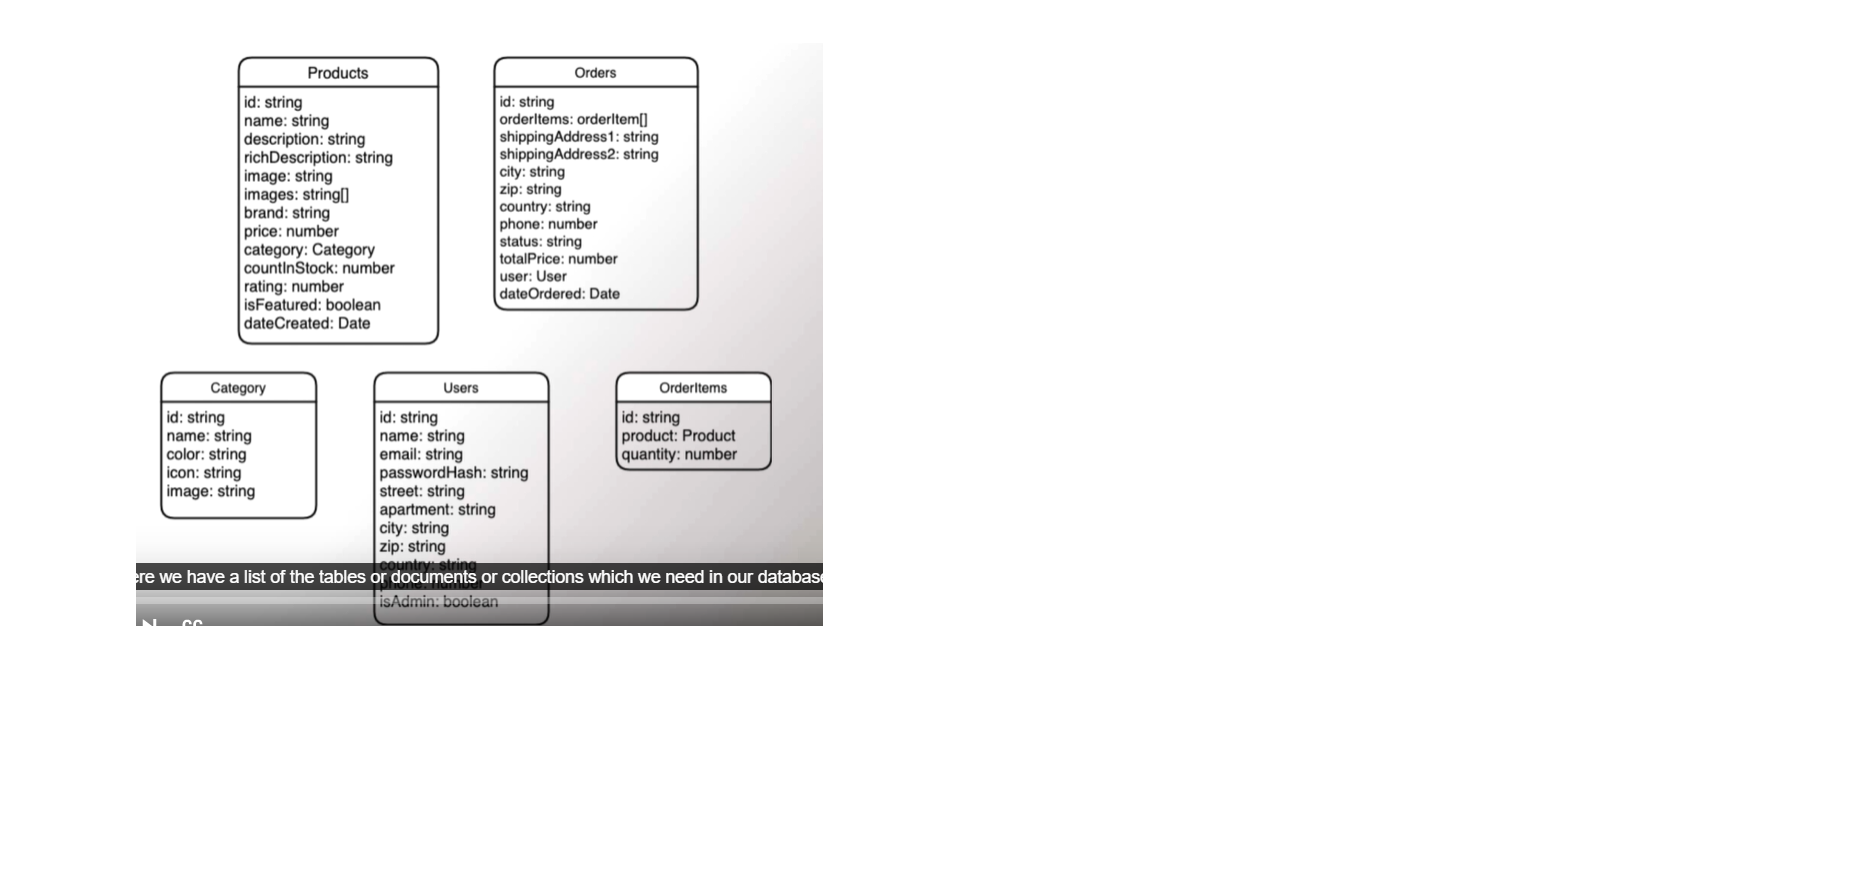 Products
id: string
name: string
description: string
richDescription: string
image: string
images: string[]
brand: string
price: number
category: Category
countInStock: number
rating: number
isFeatured: boolean
dateCreated: Date
Orders
id: string
orderItems: orderItem[]
shippingAddress1: string
shippingAddress2: string
city: string
zip: string
country: string
phone: number
status: string
totalPrice: number
user: User
dateOrdered: Date
Category
id: string
name: string
color: string
icon: string
image: string
Users
id: string
name: string
email: string
passwordHash: string
street: string
apartment: string
city: string
zip: string
country: string
phone: number
isAdmin: boolean
OrderItems
id: string
product: Product
quantity: number
ere we have a list of the tables or documents or collections which we need in our database